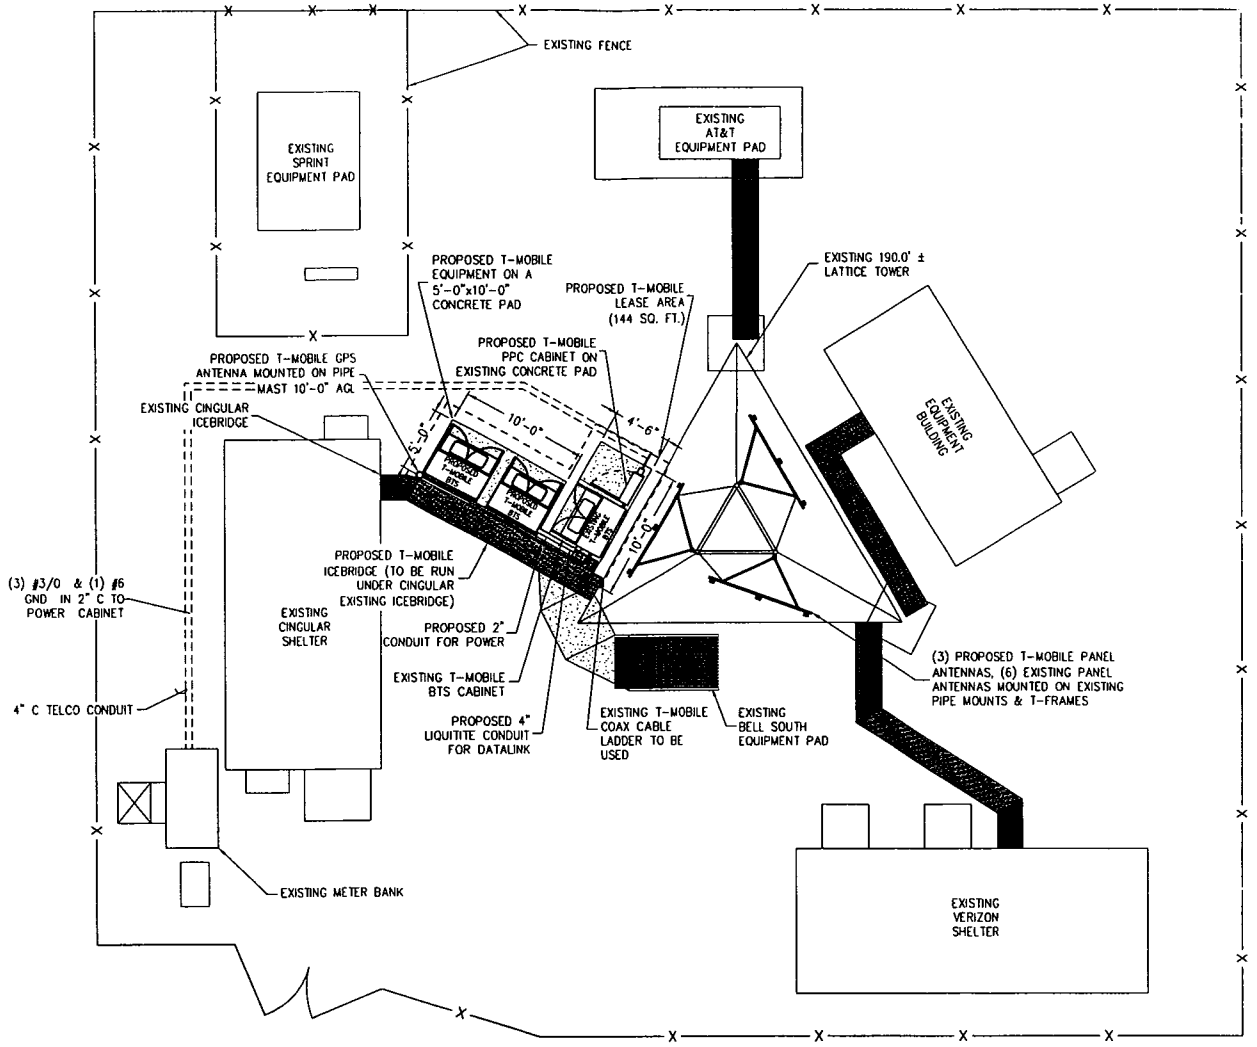 EXISTING FENCE
EXISTING
SPRINT
EQUIPMENT PAD
EXISTING
AT&T
EQUIPMENT PAD
PROPOSED T-MOBILE
EQUIPMENT ON A
5'-0"x10'-0"
CONCRETE PAD
PROPOSED T-MOBILE
LEASE AREA
(144 SQ. FT.)
EXISTING 190.0' ±
LATTICE TOWER
PROPOSED T-MOBILE
PPC CABINET ON
EXISTING CONCRETE PAD
PROPOSED T-MOBILE GPS
ANTENNA MOUNTED ON PIPE
MAST 10'-0" AGL
EXISTING CINGULAR
ICEBRIDGE
5'-0"
10'-0"
4'-6"
10'-0"
PROPOSED
T-MOBILE
BTS
PROPOSED
T-MOBILE
BTS
EXISTING
T-MOBILE
BTS
EXISTING
EQUIPMENT
BUILDING
PROPOSED T-MOBILE
ICEBRIDGE (TO BE RUN
UNDER CINGULAR
EXISTING ICEBRIDGE)
(3) #3/0 & (1) #6
GND IN 2" C TO
POWER CABINET
EXISTING
CINGULAR
SHELTER
PROPOSED 2"
CONDUIT FOR POWER
EXISTING T-MOBILE
BTS CABINET
4" C TELCO CONDUIT
PROPOSED 4"
LIQUITITE CONDUIT
FOR DATALINK
EXISTING T-MOBILE
COAX CABLE
LADDER TO BE
USED
EXISTING
BELL SOUTH
EQUIPMENT PAD
(3) PROPOSED T-MOBILE PANEL
ANTENNAS, (6) EXISTING PANEL
ANTENNAS MOUNTED ON EXISTING
PIPE MOUNTS & T-FRAMES
EXISTING METER BANK
EXISTING
VERIZON
SHELTER